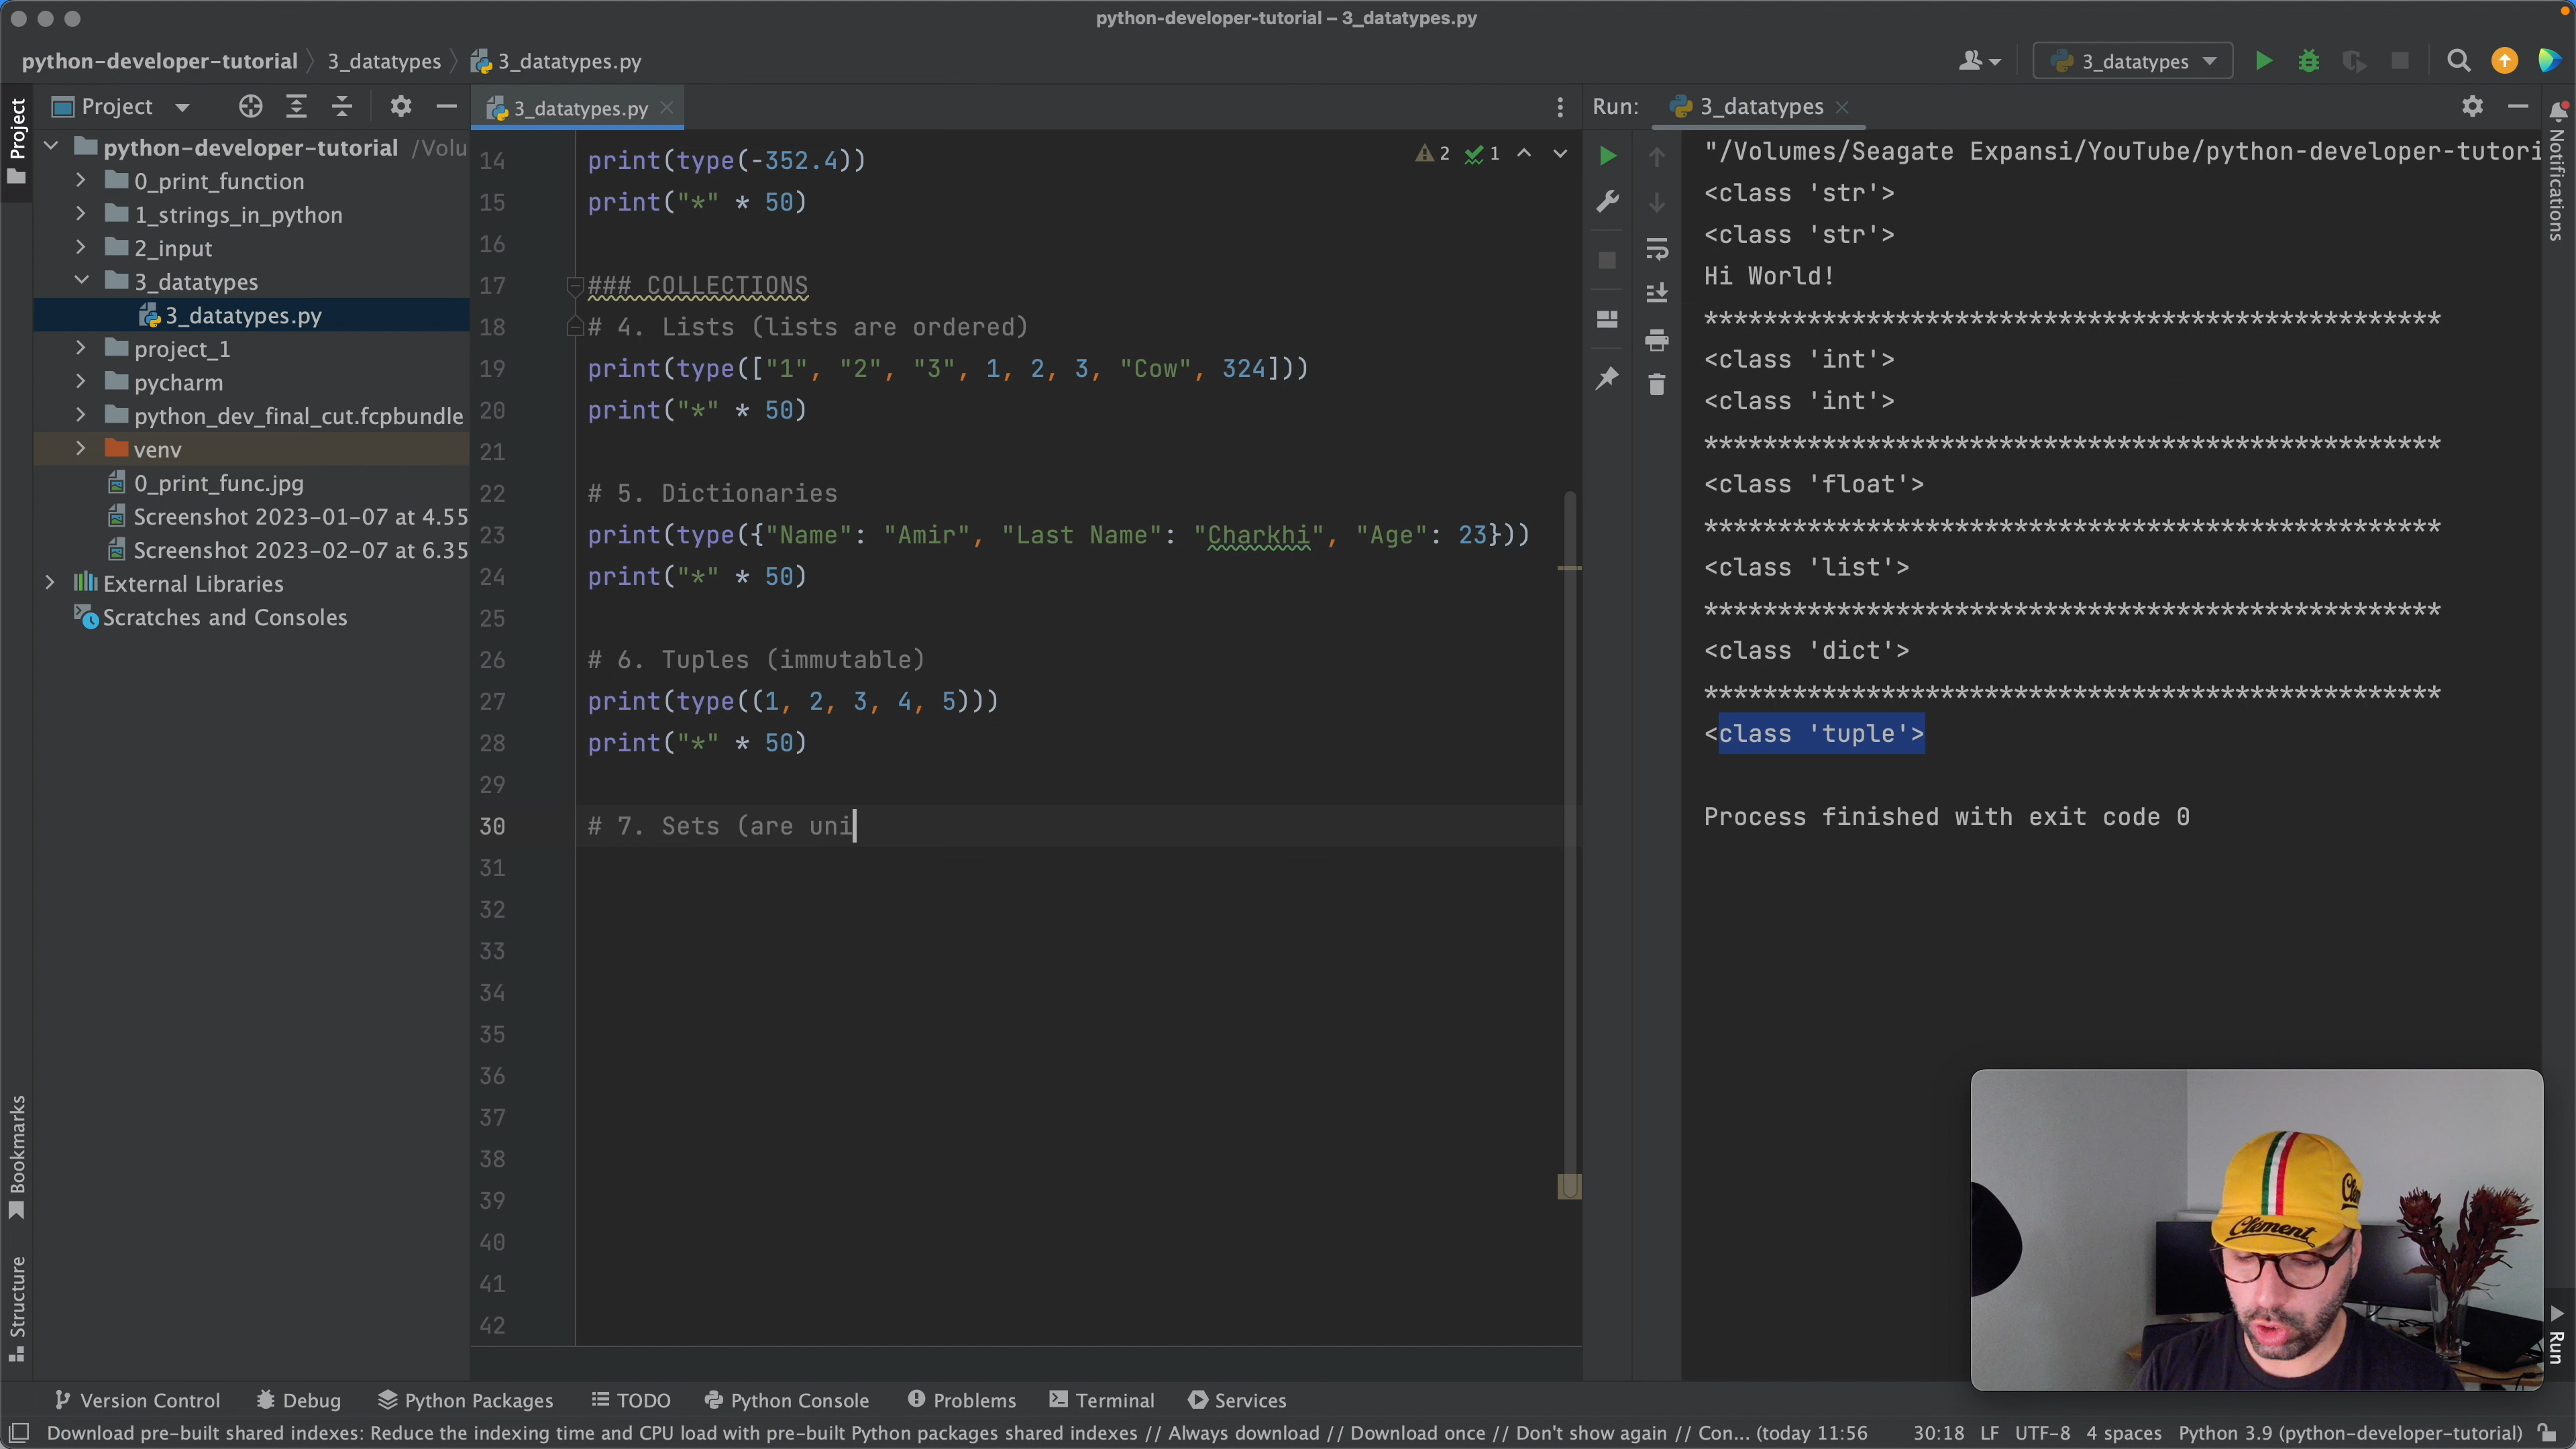 python-developer-tutorial – 3_datatypes.py
python-developer-tutorial
3_datatypes
3_datatypes.py
3_datatypes
Project
Project
python-developer-tutorial /Volu
0_print_function
1_strings_in_python
2_input
3_datatypes
3_datatypes.py
project_1
pycharm
python_dev_final_cut.fcpbundle
venv
0_print_func.jpg
Screenshot 2023-01-07 at 4.55
Screenshot 2023-02-07 at 6.35
External Libraries
Scratches and Consoles
Bookmarks
Structure
3_datatypes.py
2 1
14 print(type(-352.4))
15 print("*" * 50)
16
17 ### COLLECTIONS
18 # 4. Lists (lists are ordered)
19 print(type(["1", "2", "3", 1, 2, 3, "Cow", 324]))
20 print("*" * 50)
21
22 # 5. Dictionaries
23 print(type({"Name": "Amir", "Last Name": "Charkhi", "Age": 23}))
24 print("*" * 50)
25
26 # 6. Tuples (immutable)
27 print(type((1, 2, 3, 4, 5)))
28 print("*" * 50)
29
30 # 7. Sets (are uni
31
32
33
34
35
36
37
38
39
40
41
42
Run: 3_datatypes
"/Volumes/Seagate Expansi/YouTube/python-developer-tutori
<class 'str'>
<class 'str'>
Hi World!
**************************************************
<class 'int'>
<class 'int'>
**************************************************
<class 'float'>
**************************************************
<class 'list'>
**************************************************
<class 'dict'>
**************************************************
<class 'tuple'>
Process finished with exit code 0
Notifications
Clément
Run
Version Control
Debug
Python Packages
TODO
Python Console
Problems
Terminal
Services
Download pre-built shared indexes: Reduce the indexing time and CPU load with pre-built Python packages shared indexes // Always download // Download once // Don't show again // Con... (today 11:56
30:18 LF UTF-8 4 spaces Python 3.9 (python-developer-tutorial)